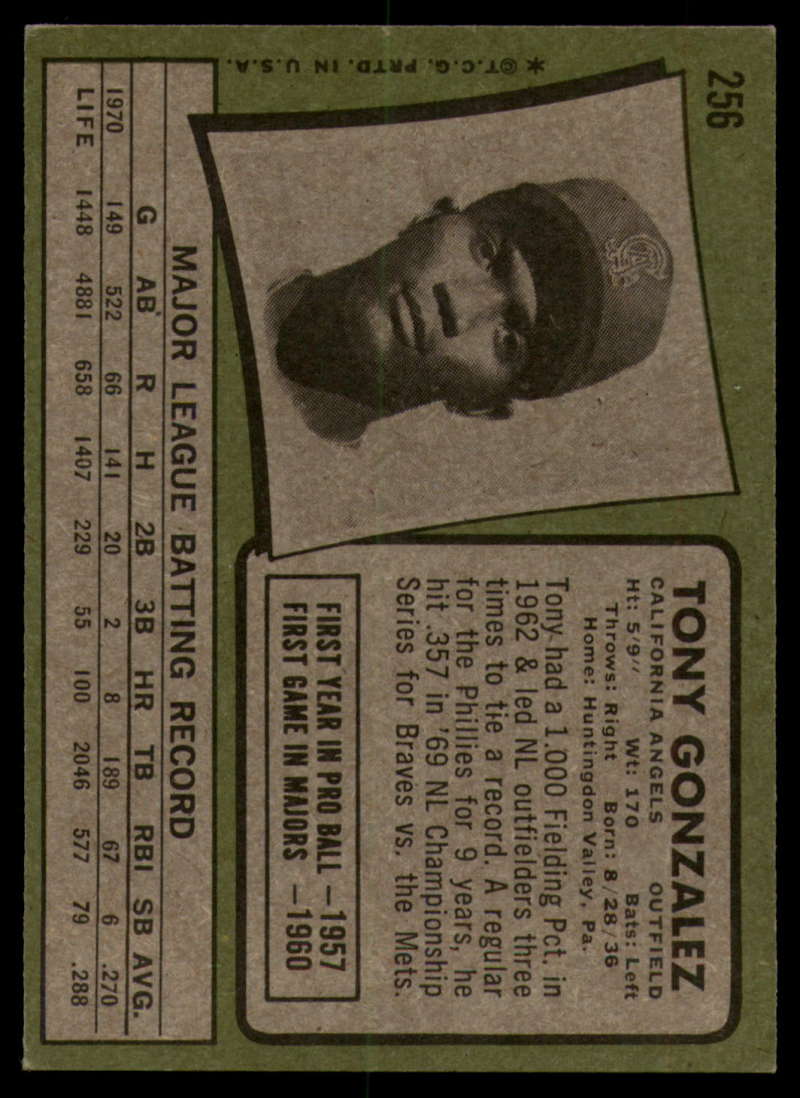 256
TONY GONZALEZ
CALIFORNIA ANGELS OUTFIELD
Ht: 5'9" Wt: 170 Bats: Left
Throws: Right Born: 8/28/36
Home: Huntingdon Valley, Pa.
Tony had a 1.000 Fielding Pct. in
1962 & led NL outfielders three
times to tie a record. A regular
for the Phillies for 9 years, he
hit .357 in '69 NL Championship
Series for Braves vs. the Mets.
FIRST YEAR IN PRO BALL —1957
FIRST GAME IN MAJORS —1960
MAJOR LEAGUE BATTING RECORD
G AB R H 2B 3B HR TB RBI SB AVG.
1970 149 522 66 141 20 2 8 189 67 6 .270
LIFE 1448 4881 658 1407 229 55 100 2046 577 79 .288
*©T.C.G. PRTD. IN U.S.A.
CA